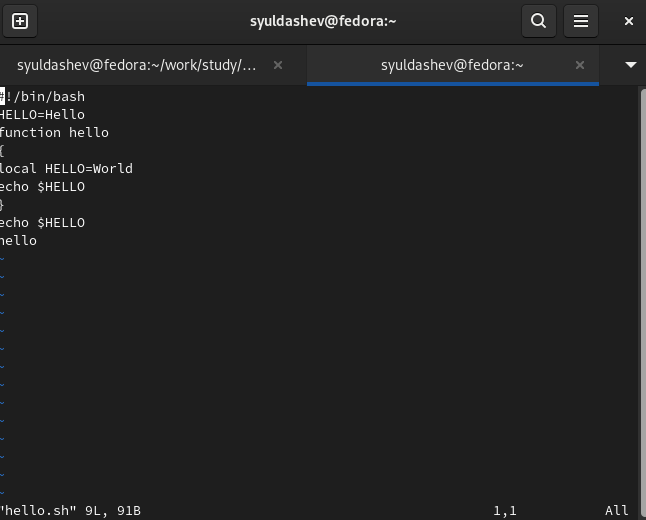 syuldashev@fedora:~
syuldashev@fedora:~/work/study/...
syuldashev@fedora:~
#!/bin/bash
HELLO=Hello
function hello
{
local HELLO=World
echo $HELLO
}
echo $HELLO
hello
~
~
~
~
~
~
~
~
~
~
~
~
~
~
"hello.sh" 9L, 91B 1,1 All